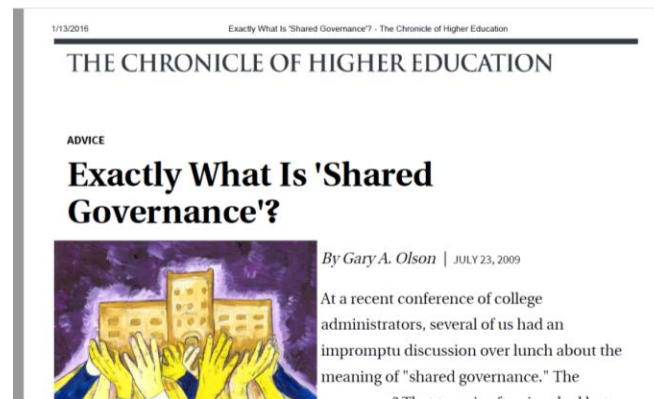 1/13/2016 Exactly What Is 'Shared Governance'? - The Chronicle of Higher Education
THE CHRONICLE OF HIGHER EDUCATION
ADVICE
Exactly What Is 'Shared
Governance'?
By Gary A. Olson | JULY 23, 2009
At a recent conference of college
administrators, several of us had an
impromptu discussion over lunch about the
meaning of "shared governance." The